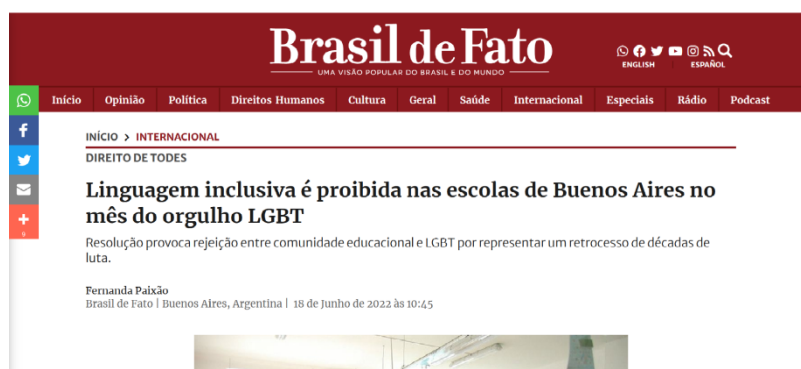 Brasil de Fato
UMA VISÃO POPULAR DO BRASIL E DO MUNDO
ENGLISH ESPAÑOL
Início Opinião Política Direitos Humanos Cultura Geral Saúde Internacional Especiais Rádio Podcast
INÍCIO > INTERNACIONAL
DIREITO DE TODES
Linguagem inclusiva é proibida nas escolas de Buenos Aires no
mês do orgulho LGBT
Resolução provoca rejeição entre comunidade educacional e LGBT por representar um retrocesso de décadas de
luta.
Fernanda Paixão
Brasil de Fato | Buenos Aires, Argentina | 18 de Junho de 2022 às 10:45
9